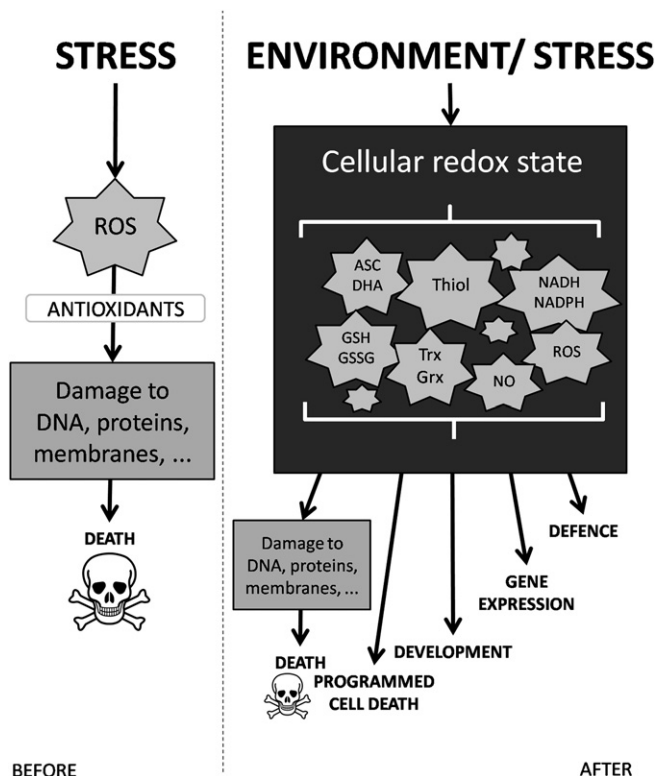 STRESS
ROS
ANTIOXIDANTS
Damage to
DNA, proteins,
membranes, ...
DEATH
BEFORE
ENVIRONMENT/ STRESS
Cellular redox state
ASC
DHA
Thiol
NADH
NADPH
GSH
GSSG
Trx
Grx
NO
ROS
Damage to
DNA, proteins,
membranes, ...
DEATH
PROGRAMMED
CELL DEATH
DEVELOPMENT
GENE
EXPRESSION
DEFENCE
AFTER